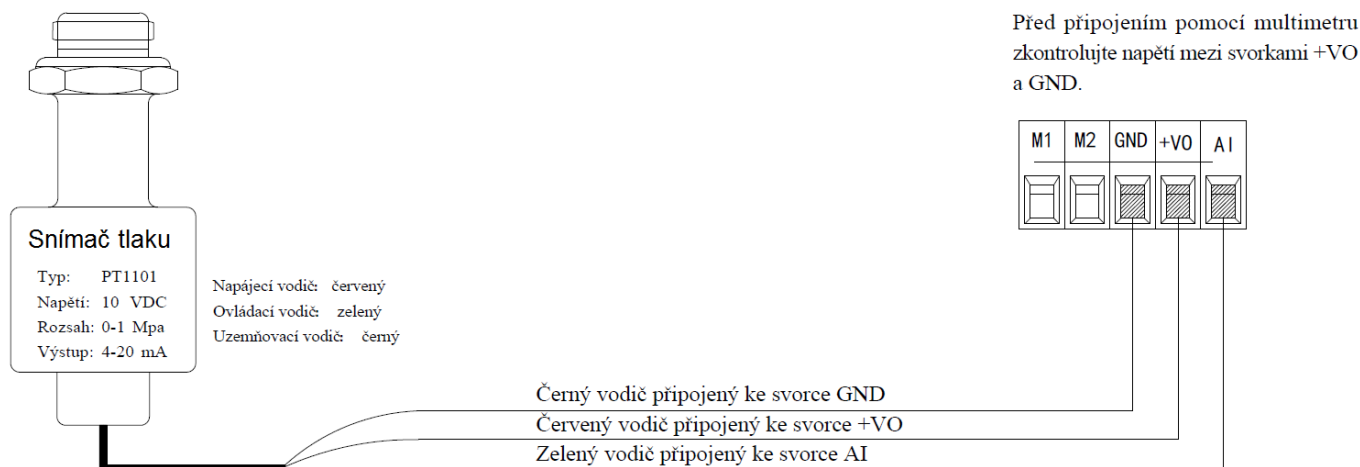 Před připojením pomocí multimetru
zkontrolujte napětí mezi svorkami +VO
a GND.
M1 M2 GND +VO AI
Snímač tlaku
Typ: PT1101
Napětí: 10 VDC
Rozsah: 0-1 Mpa
Výstup: 4-20 mA
Napájecí vodič: červený
Ovládací vodič: zelený
Uzemňovací vodič: černý
Černý vodič připojený ke svorce GND
Červený vodič připojený ke svorce +VO
Zelený vodič připojený ke svorce AI